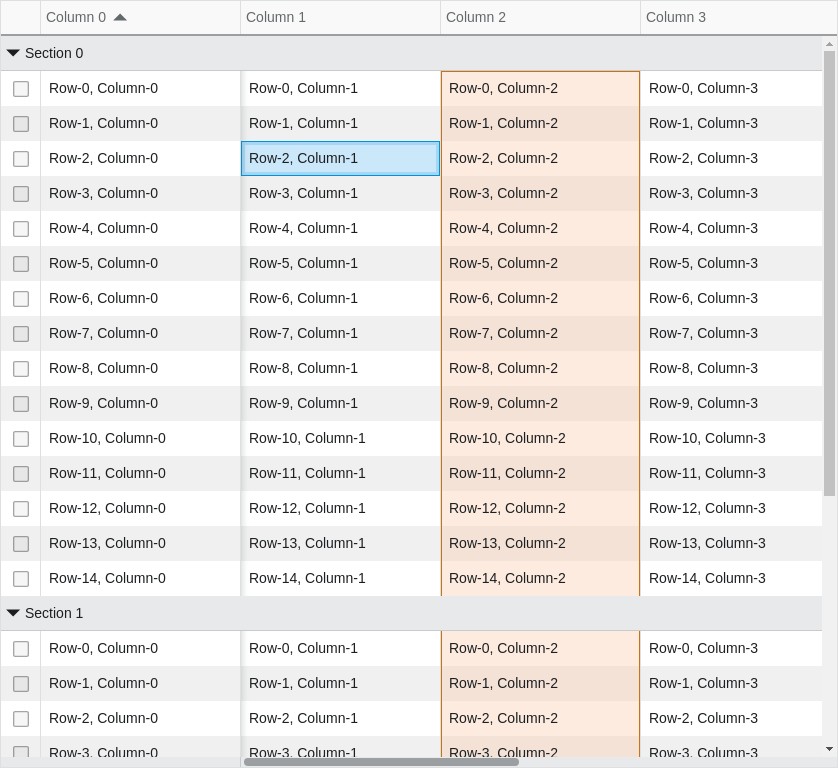 Column 0 Column 1 Column 2 Column 3
Section 0
Row-0, Column-0 Row-0, Column-1 Row-0, Column-2 Row-0, Column-3
Row-1, Column-0 Row-1, Column-1 Row-1, Column-2 Row-1, Column-3
Row-2, Column-0 Row-2, Column-1 Row-2, Column-2 Row-2, Column-3
Row-3, Column-0 Row-3, Column-1 Row-3, Column-2 Row-3, Column-3
Row-4, Column-0 Row-4, Column-1 Row-4, Column-2 Row-4, Column-3
Row-5, Column-0 Row-5, Column-1 Row-5, Column-2 Row-5, Column-3
Row-6, Column-0 Row-6, Column-1 Row-6, Column-2 Row-6, Column-3
Row-7, Column-0 Row-7, Column-1 Row-7, Column-2 Row-7, Column-3
Row-8, Column-0 Row-8, Column-1 Row-8, Column-2 Row-8, Column-3
Row-9, Column-0 Row-9, Column-1 Row-9, Column-2 Row-9, Column-3
Row-10, Column-0 Row-10, Column-1 Row-10, Column-2 Row-10, Column-3
Row-11, Column-0 Row-11, Column-1 Row-11, Column-2 Row-11, Column-3
Row-12, Column-0 Row-12, Column-1 Row-12, Column-2 Row-12, Column-3
Row-13, Column-0 Row-13, Column-1 Row-13, Column-2 Row-13, Column-3
Row-14, Column-0 Row-14, Column-1 Row-14, Column-2 Row-14, Column-3
Section 1
Row-0, Column-0 Row-0, Column-1 Row-0, Column-2 Row-0, Column-3
Row-1, Column-0 Row-1, Column-1 Row-1, Column-2 Row-1, Column-3
Row-2, Column-0 Row-2, Column-1 Row-2, Column-2 Row-2, Column-3
Row-3, Column-0 Row-3, Column-1 Row-3, Column-2 Row-3, Column-3